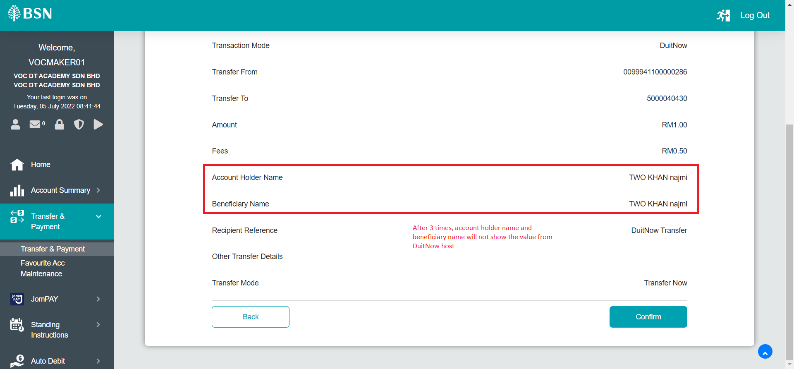 BSN
Log Out
Welcome,
VOCMAKER01
VOC DT ACADEMY SDN BHD
VOC DT ACADEMY SDN BHD
Your last login was on
Tuesday, 05 July 2022 08:41:44
0
Home
Account Summary
Transfer &
Payment
Transfer & Payment
Favourite Acc
Maintenance
JomPAY
Standing
Instructions
Auto Debit
Transaction Mode DuitNow
Transfer From 0099941100000286
Transfer To 5000040430
Amount RM1.00
Fees RM0.50
Account Holder Name TWO KHAN najmi
Beneficiary Name TWO KHAN najmi
Recipient Reference DuitNow Transfer
After 3 times, account holder name and
beneficiary name will not show the value from
DuitNow host
Other Transfer Details
Transfer Mode Transfer Now
Back Confirm